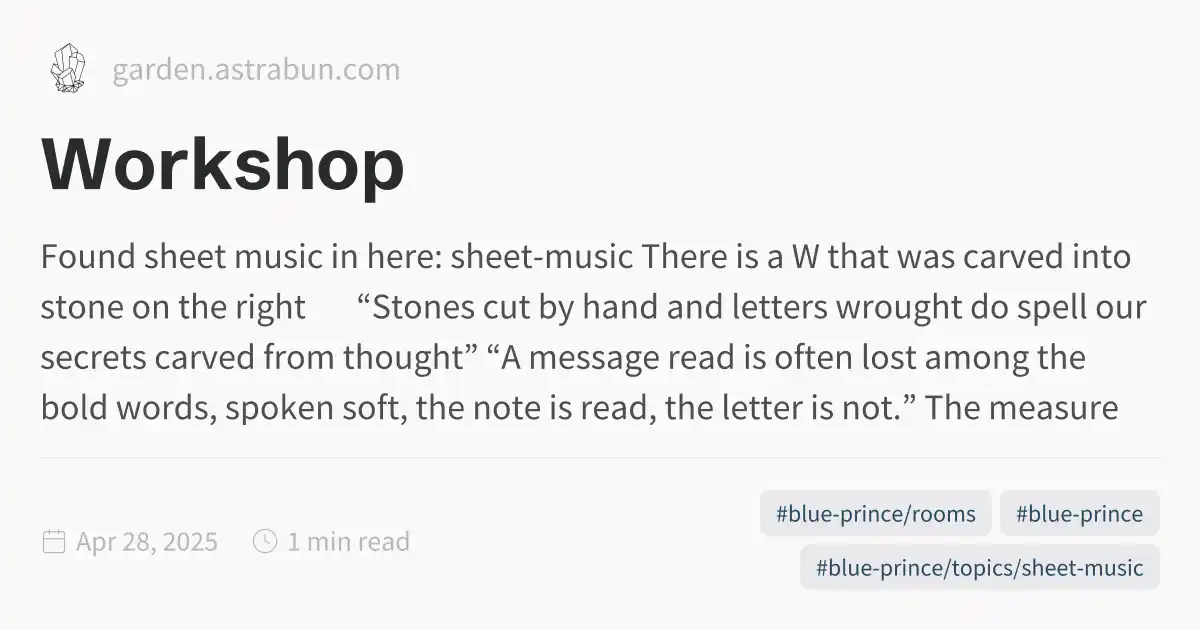 garden.astrabun.com
Workshop
Found sheet music in here: sheet-music There is a W that was carved into
stone on the right “Stones cut by hand and letters wrought do spell our
secrets carved from thought” “A message read is often lost among the
bold words, spoken soft, the note is read, the letter is not.” The measure
Apr 28, 2025 1 min read
#blue-prince/rooms #blue-prince
#blue-prince/topics/sheet-music